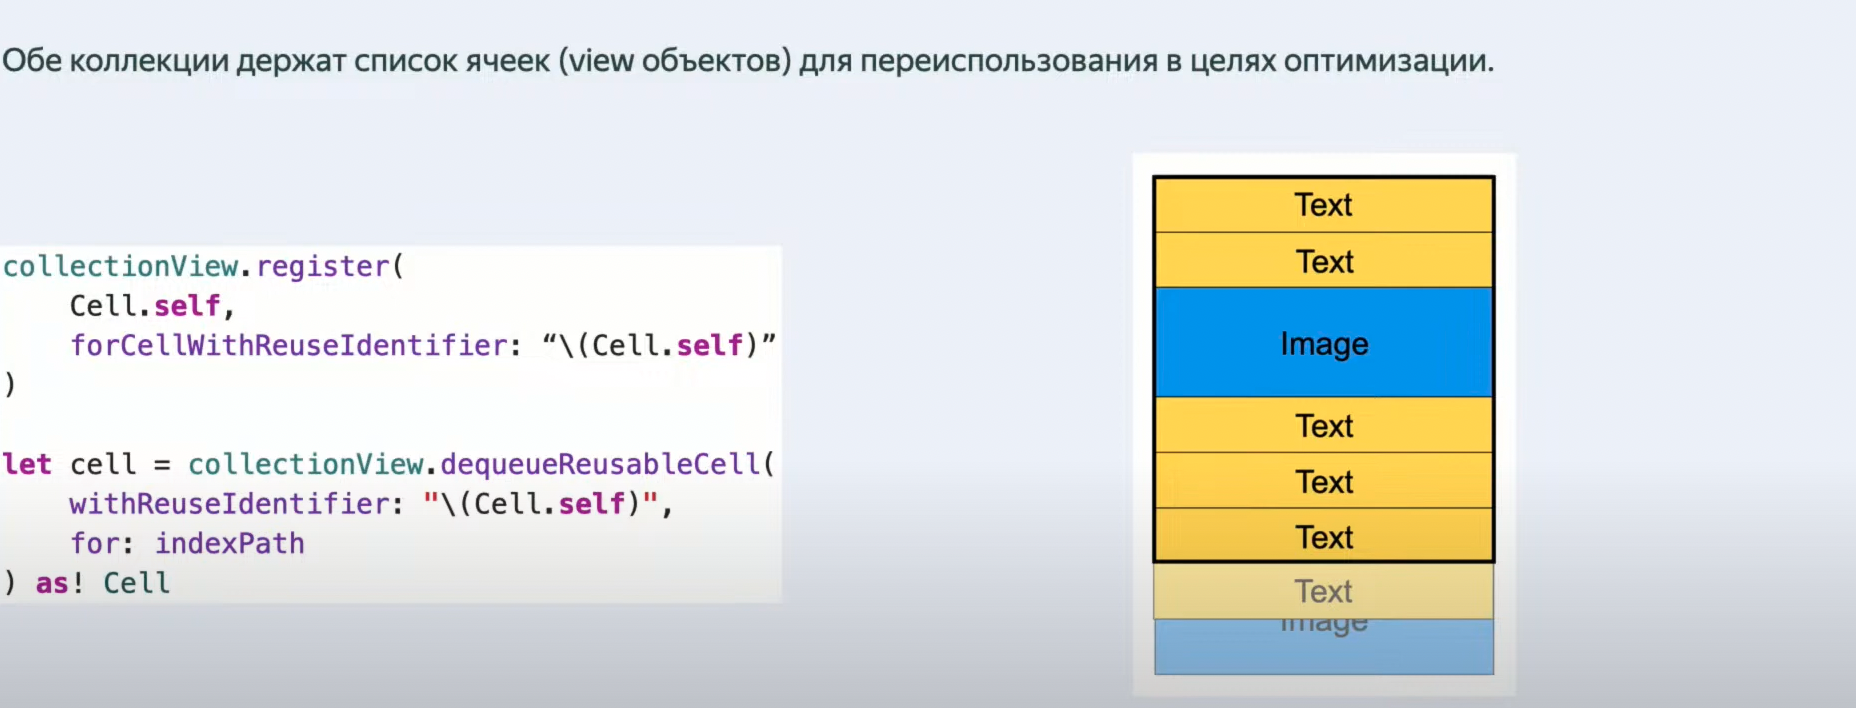 Обе коллекции держат список ячеек (view объектов) для переиспользования в целях оптимизации.
collectionView.register(
Cell.self,
forCellWithReuseIdentifier: “\(Cell.self)”
)
let cell = collectionView.dequeueReusableCell(
withReuseIdentifier: "\(Cell.self)",
for: indexPath
) as! Cell
Text
Text
Image
Text
Text
Text
Text
Image